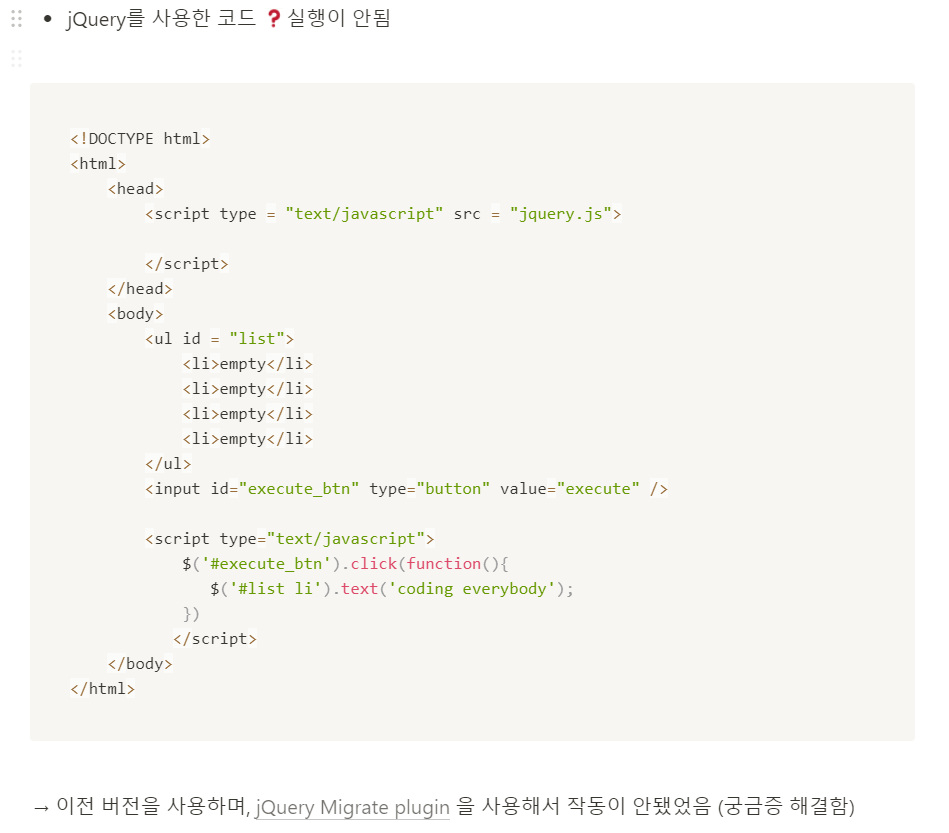 • jQuery를 사용한 코드 ❓실행이 안됨
<!DOCTYPE html>
<html>
    <head>
        <script type = "text/javascript" src = "jquery.js">

        </script>
    </head>
    <body>
        <ul id = "list">
            <li>empty</li>
            <li>empty</li>
            <li>empty</li>
            <li>empty</li>
        </ul>
        <input id="execute_btn" type="button" value="execute" />

        <script type="text/javascript">
            $('#execute_btn').click(function(){
               $('#list li').text('coding everybody');
            })
           </script>
    </body>
</html>
→ 이전 버전을 사용하며, jQuery Migrate plugin 을 사용해서 작동이 안됐었음 (궁금증 해결함)